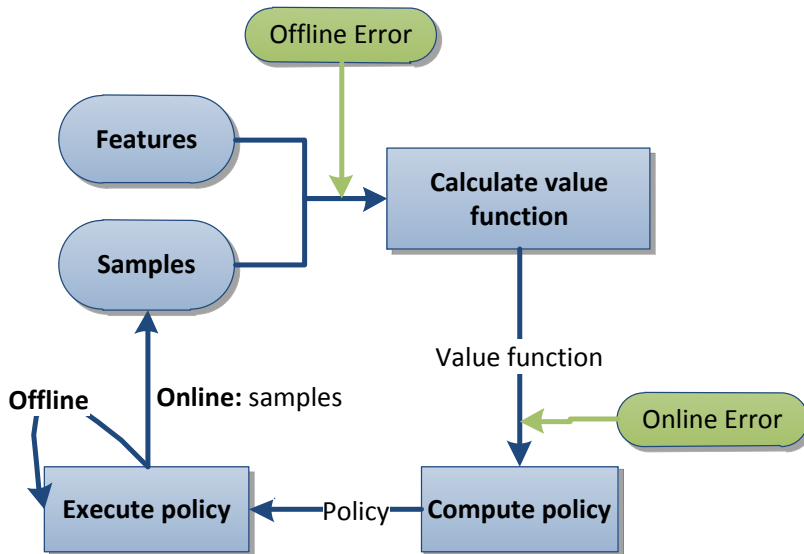 Offline Error
Features
Calculate value
function
Samples
Value function
Offline
Online: samples
Online Error
Execute policy
Policy
Compute policy